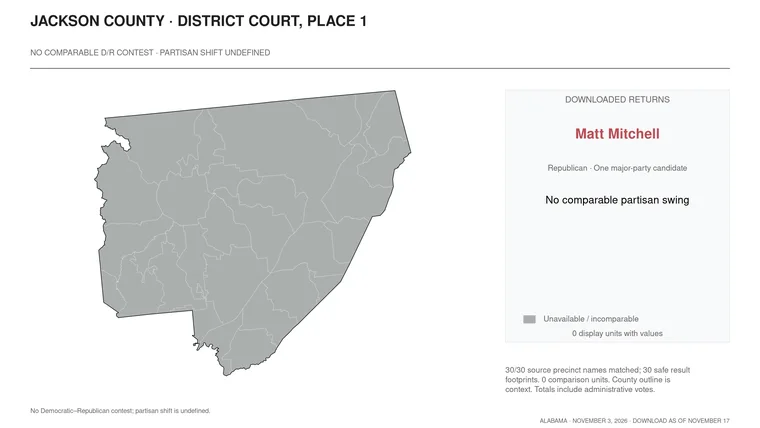 JACKSON COUNTY · DISTRICT COURT, PLACE 1
NO COMPARABLE D/R CONTEST · PARTISAN SHIFT UNDEFINED
DOWNLOADED RETURNS
Matt Mitchell
Republican · One major-party candidate
No comparable partisan swing
Unavailable / incomparable
0 display units with values
30/30 source precinct names matched; 30 safe result
footprints. 0 comparison units. County outline is
context. Totals include administrative votes.
No Democratic–Republican contest; partisan shift is undefined.
ALABAMA · NOVEMBER 3, 2026 · DOWNLOAD AS OF NOVEMBER 17